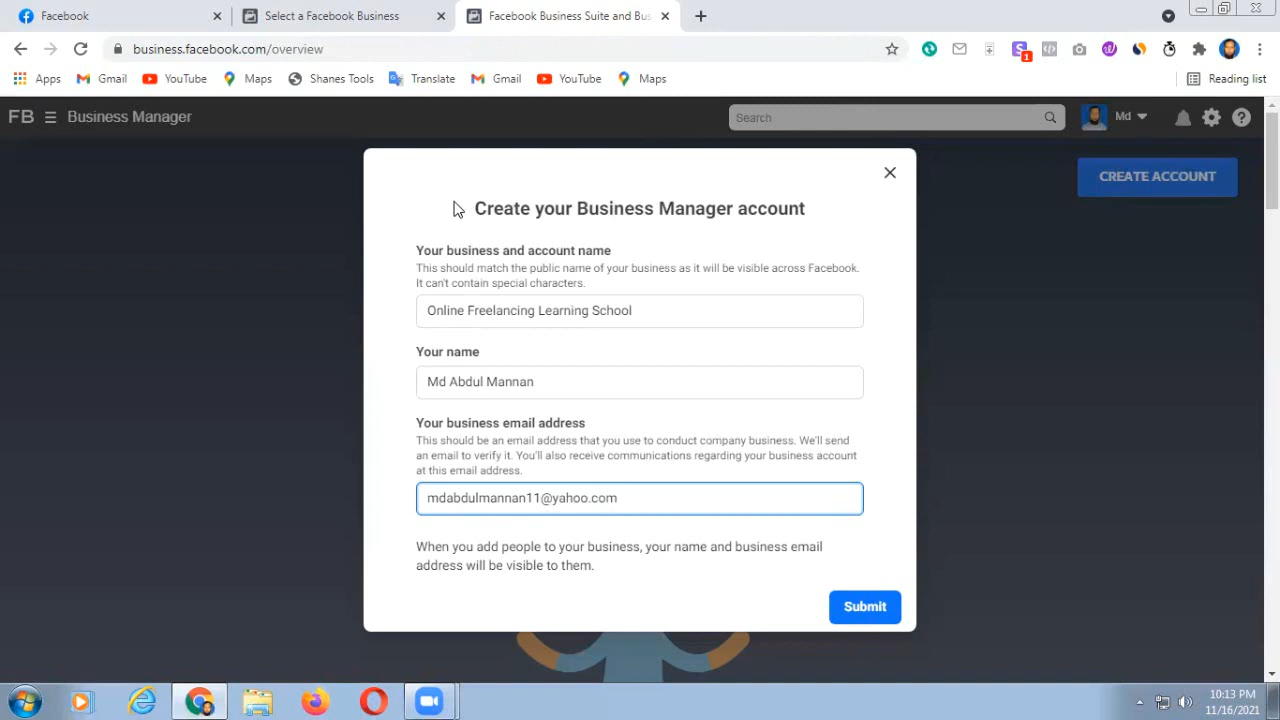 Facebook
Select a Facebook Business
Facebook Business Suite and Bus
business.facebook.com/overview
1
Apps
Gmail
YouTube
Maps
Shanes Tools
Translate
Gmail
YouTube
Maps
Reading list
FB
Business Manager
Search
Md
CREATE ACCOUNT
Create your Business Manager account
Your business and account name
This should match the public name of your business as it will be visible across Facebook.
It can't contain special characters.
Online Freelancing Learning School
Your name
Md Abdul Mannan
Your business email address
This should be an email address that you use to conduct company business. We'll send
an email to verify it. You'll also receive communications regarding your business account
at this email address.
mdabdulmannan11@yahoo.com
When you add people to your business, your name and business email
address will be visible to them.
Submit
10:13 PM
11/16/2021